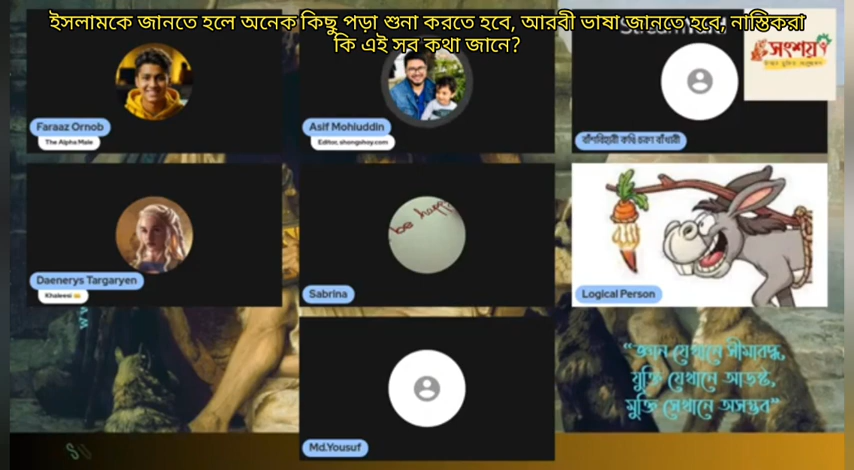 ইসলামকে জানতে হলে অনেক কিছু পড়া শুনা করতে হবে, আরবী ভাষা জানতে হবে, নাস্তিকরা
কি এই সব কথা জানে?
সংশয়
Faraaz Ornob
The Alpha Male
Asif Mohiuddin
Editor, shongshoy.com
Daenerys Targaryen
Khaleesi
be happy
Sabrina
Logical Person
"জ্ঞান যেখানে সীমাবদ্ধ,
যুক্তি যেখানে আড়ষ্ট,
মুক্তি সেখানে অসম্ভব"
Md.Yousuf